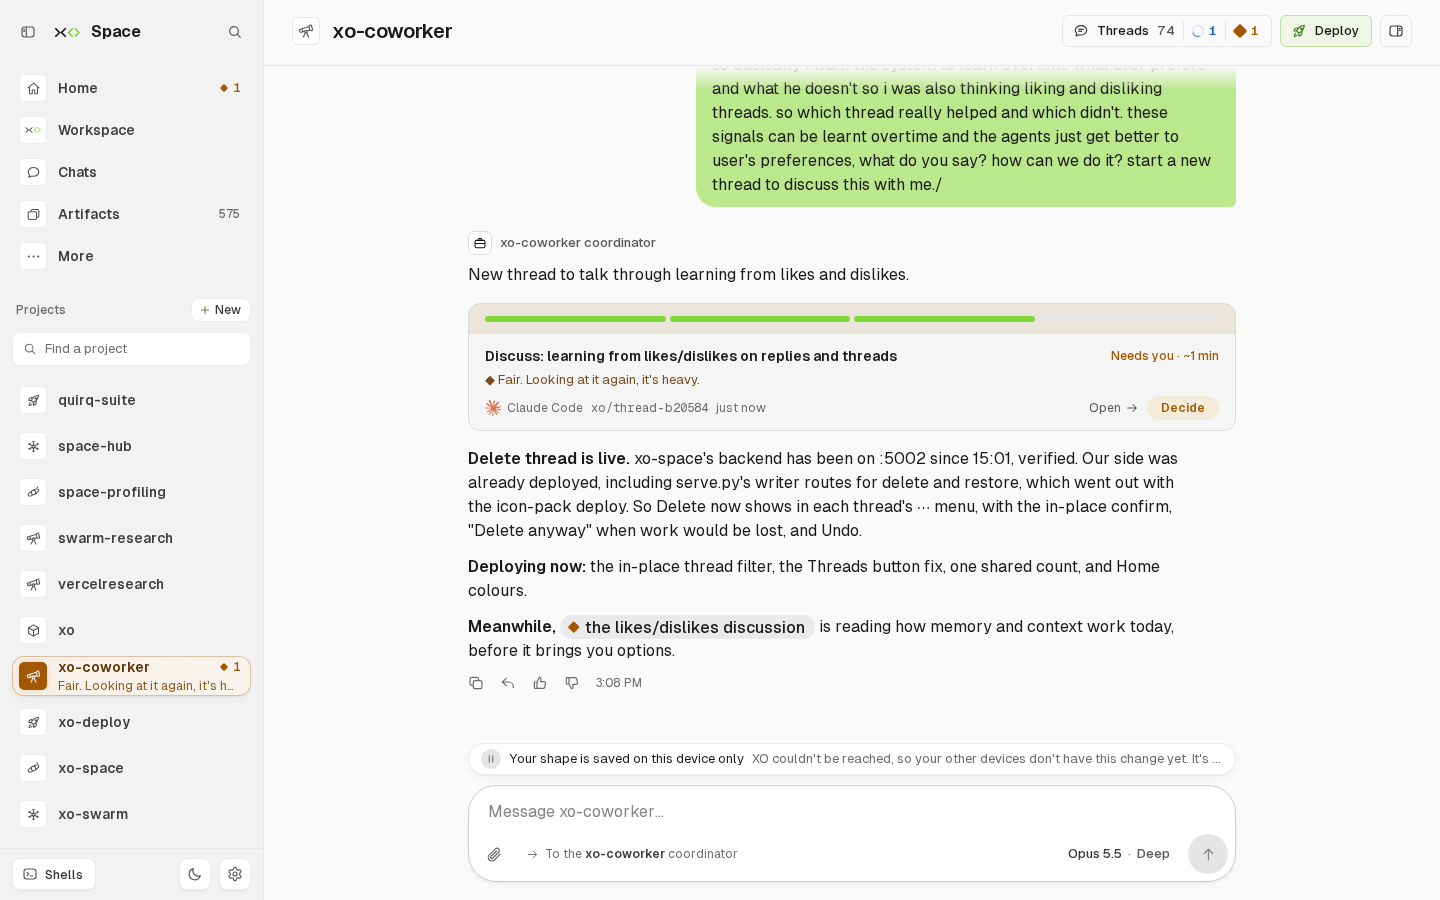 Space
Home
1
Workspace
Chats
Artifacts
575
More
Projects
+ New
Find a project
quirq-suite
space-hub
space-profiling
swarm-research
vercelresearch
xo
xo-coworker
1
Fair. Looking at it again, it's h...
xo-deploy
xo-space
xo-swarm
Shells
xo-coworker
Threads 74
1
1
Deploy
and what he doesn't so i was also thinking liking and disliking
threads. so which thread really helped and which didn't. these
signals can be learnt overtime and the agents just get better to
user's preferences, what do you say? how can we do it? start a new
thread to discuss this with me./
xo-coworker coordinator
New thread to talk through learning from likes and dislikes.
Discuss: learning from likes/dislikes on replies and threads
Needs you · ~1 min
Fair. Looking at it again, it's heavy.
Claude Code xo/thread-b20584 just now
Open →
Decide
Delete thread is live. xo-space's backend has been on :5002 since 15:01, verified. Our side was
already deployed, including serve.py's writer routes for delete and restore, which went out with
the icon-pack deploy. So Delete now shows in each thread's ··· menu, with the in-place confirm,
"Delete anyway" when work would be lost, and Undo.
Deploying now: the in-place thread filter, the Threads button fix, one shared count, and Home
colours.
Meanwhile, the likes/dislikes discussion is reading how memory and context work today,
before it brings you options.
3:08 PM
Your shape is saved on this device only XO couldn't be reached, so your other devices don't have this change yet. It's ...
Message xo-coworker...
→ To the xo-coworker coordinator
Opus 5.5 · Deep